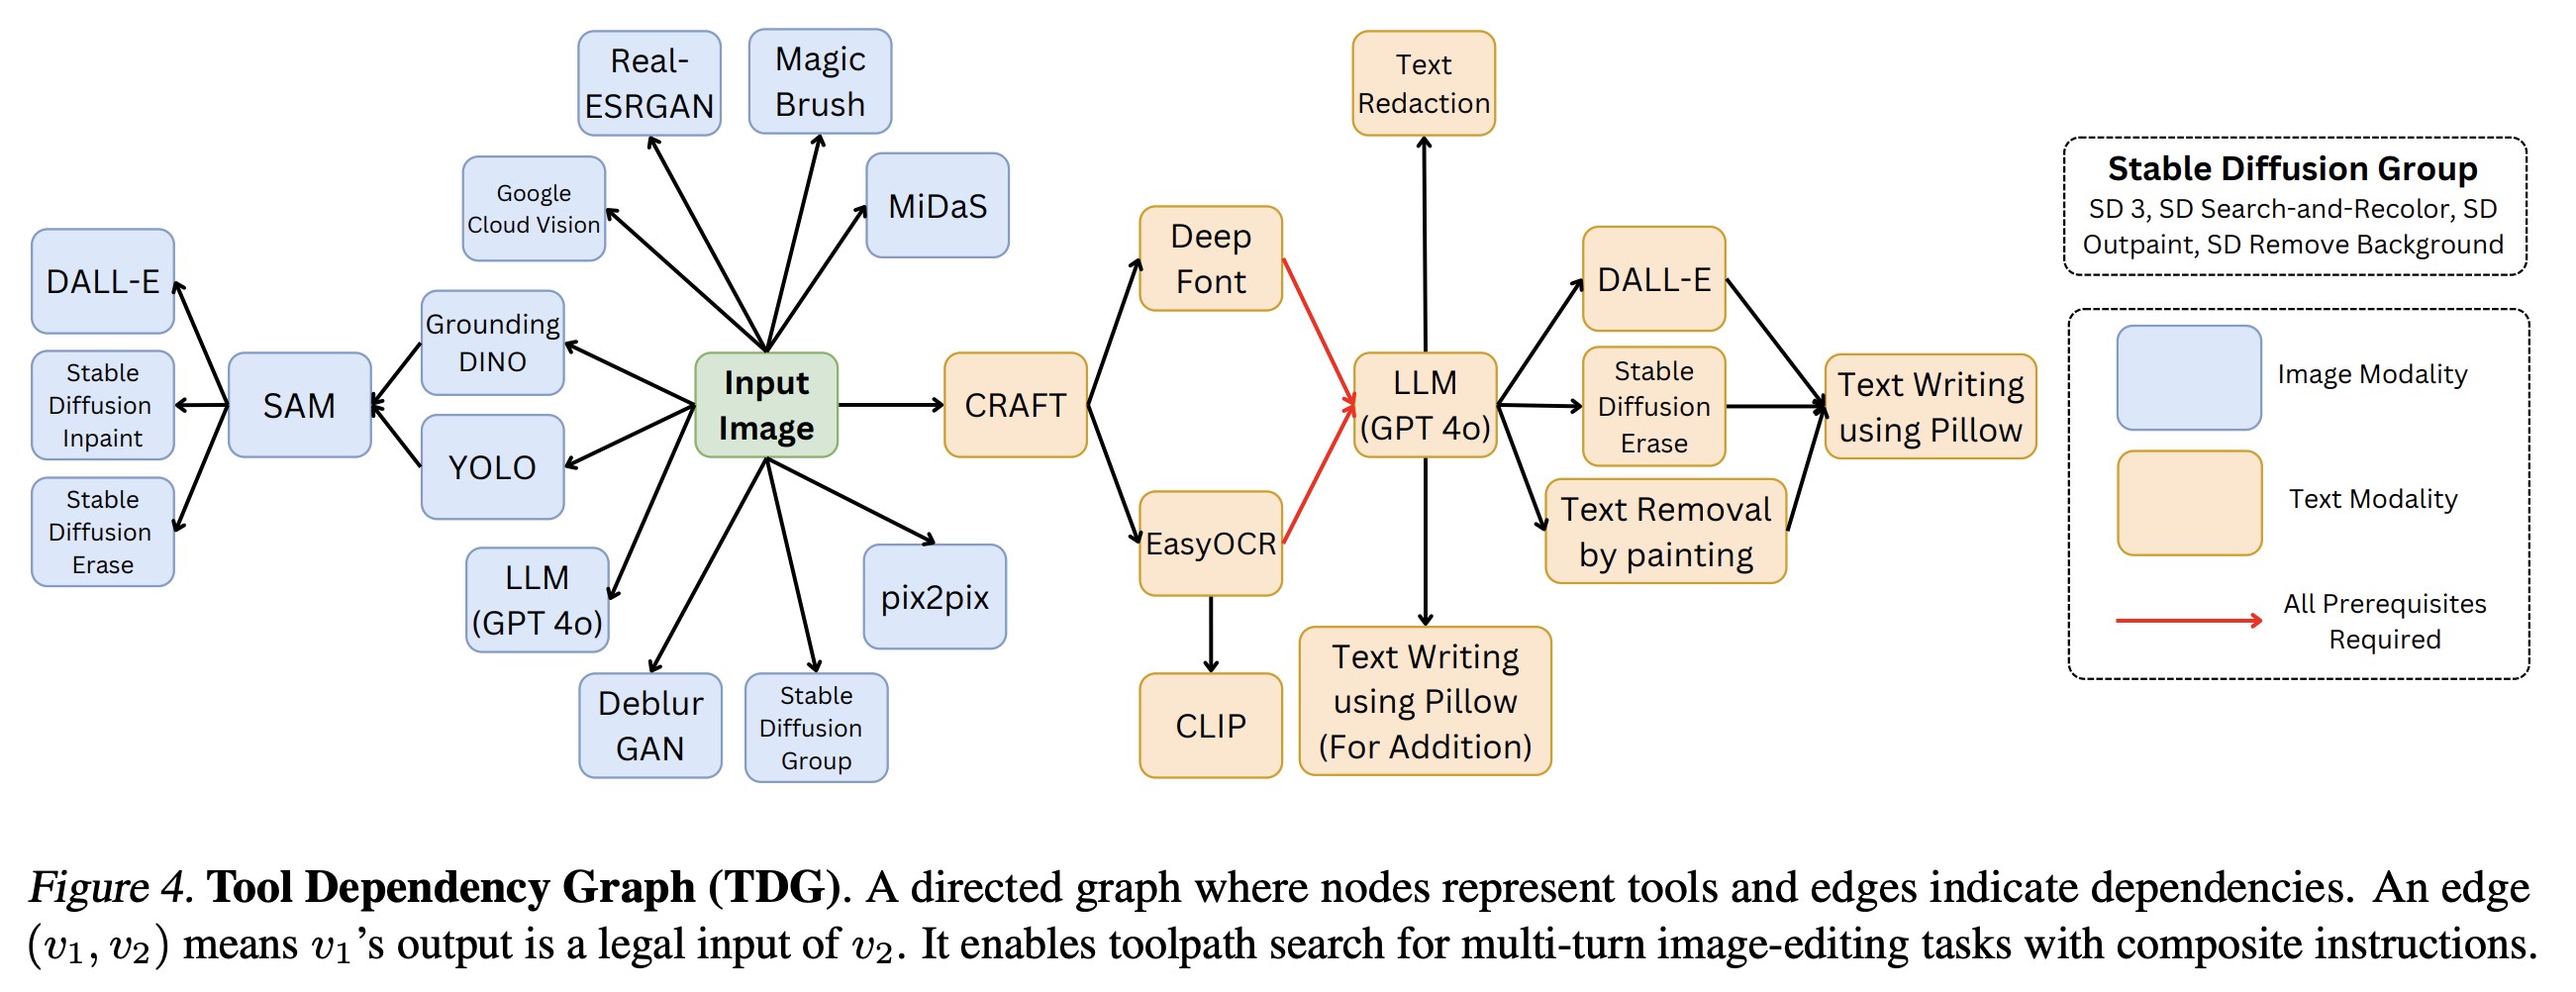 Real-
ESRGAN
Magic
Brush
Text
Redaction
Google
Cloud Vision
MiDaS
DALL-E
Grounding
DINO
Stable
Diffusion
Inpaint
SAM
YOLO
Input
Image
CRAFT
Stable
Diffusion
Erase
LLM
(GPT 4o)
pix2pix
Deblur
GAN
Stable
Diffusion
Group
Deep
Font
EasyOCR
CLIP
LLM
(GPT 4o)
DALL-E
Stable
Diffusion
Erase
Text Removal
by painting
Text Writing
using Pillow
Text Writing
using Pillow
(For Addition)
Stable Diffusion Group
SD 3, SD Search-and-Recolor, SD
Outpaint, SD Remove Background
Image Modality
Text Modality
All Prerequisites
Required
Figure 4. Tool Dependency Graph (TDG). A directed graph where nodes represent tools and edges indicate dependencies. An edge
(v₁, v₂) means v₁’s output is a legal input of v₂. It enables toolpath search for multi-turn image-editing tasks with composite instructions.